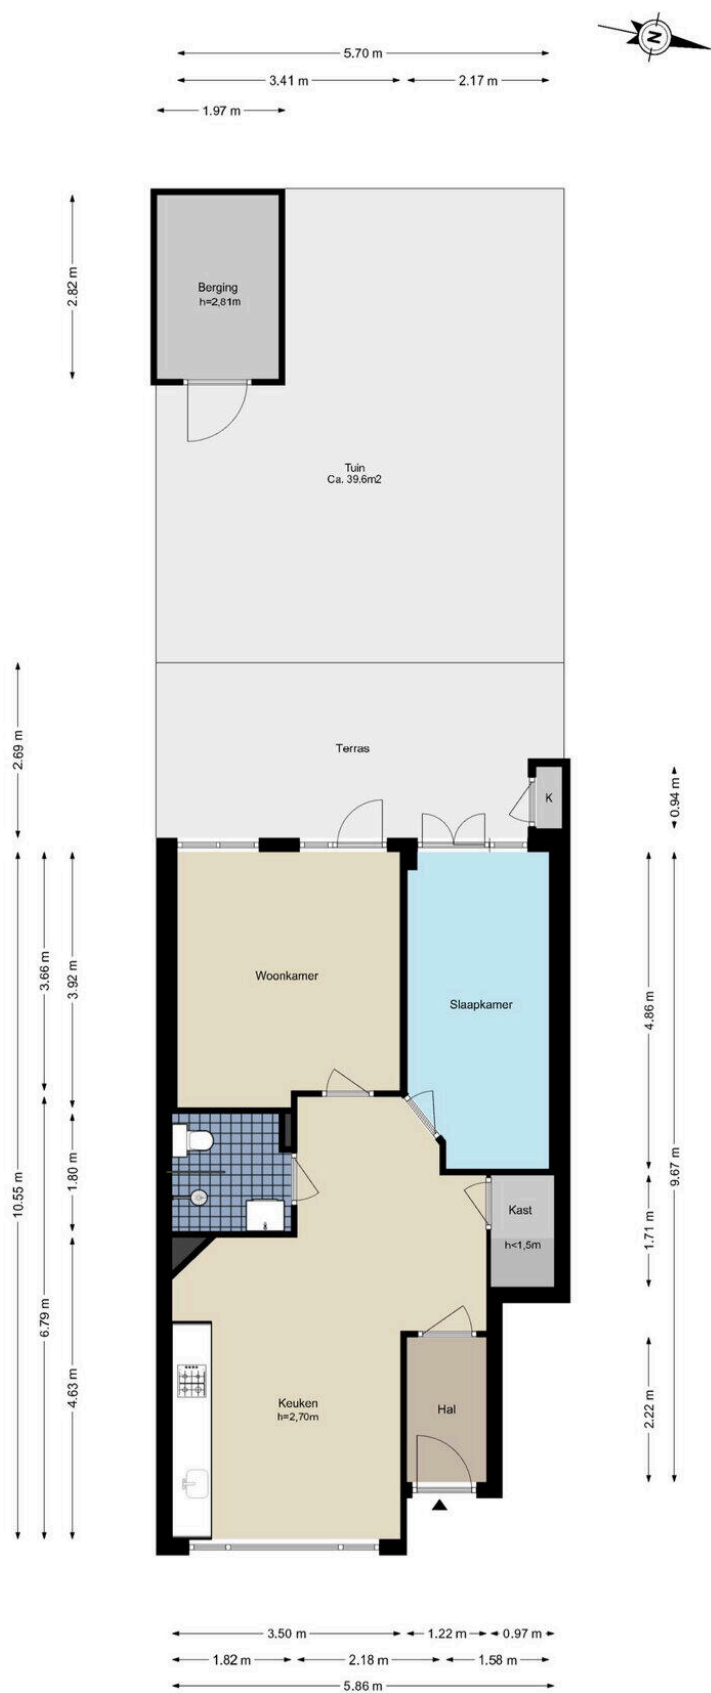 N
5.70 m
3.41 m
2.17 m
1.97 m
2.82 m
Berging
h=2,81m
Tuin
Ca. 39.6m2
2.69 m
Terras
K
0.94 m
10.55 m
3.66 m
3.92 m
Woonkamer
Slaapkamer
4.86 m
9.67 m
1.80 m
Kast
h<1,5m
1.71 m
6.79 m
4.63 m
Keuken
h=2,70m
Hal
2.22 m
3.50 m
1.22 m
0.97 m
1.82 m
2.18 m
1.58 m
5.86 m